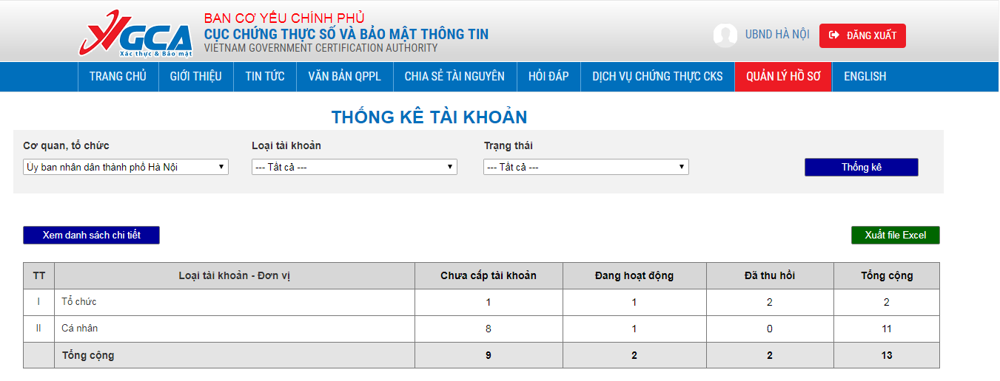 VGCA
Xác thực & Bảo mật
BAN CƠ YẾU CHÍNH PHỦ
CỤC CHỨNG THỰC SỐ VÀ BẢO MẬT THÔNG TIN
VIETNAM GOVERNMENT CERTIFICATION AUTHORITY
UBND HÀ NỘI ĐĂNG XUẤT
TRANG CHỦ GIỚI THIỆU TIN TỨC VĂN BẢN QPPL CHIA SẺ TÀI NGUYÊN HỎI ĐÁP DỊCH VỤ CHỨNG THỰC CKS QUẢN LÝ HỒ SƠ ENGLISH
THỐNG KÊ TÀI KHOẢN
Cơ quan, tổ chức Loại tài khoản Trạng thái
Ủy ban nhân dân thành phố Hà Nội --- Tất cả --- --- Tất cả --- Thống kê
Xem danh sách chi tiết Xuất file Excel
TT Loại tài khoản - Đơn vị Chưa cấp tài khoản Đang hoạt động Đã thu hồi Tổng cộng
I Tổ chức 1 1 2 2
II Cá nhân 8 1 0 11
Tổng cộng 9 2 2 13